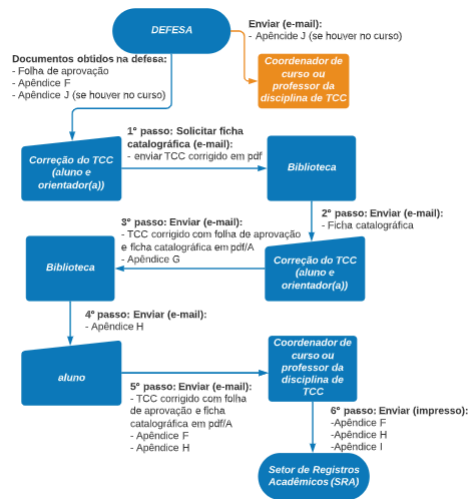 DEFESA
Enviar (e-mail):
- Apêncide J (se houver no curso)
Coordenador de
curso ou
professor da
disciplina de TCC
Documentos obtidos na defesa:
- Folha de aprovação
- Apêndice F
- Apêndice J (se houver no curso)
1º passo: Solicitar ficha
catalográfica (e-mail):
- enviar TCC corrigido em pdf
Correção do TCC
(aluno e
orientador(a))
Biblioteca
2º passo: Enviar (e-mail):
- Ficha catalográfica
3º passo: Enviar (e-mail):
- TCC corrigido com folha de aprovação
e ficha catalográfica em pdf/A
- Apêndice G
Correção do TCC
(aluno e
orientador(a))
Biblioteca
4º passo: Enviar (e-mail):
- Apêndice H
aluno
Coordenador de
curso ou
professor da
disciplina de
TCC
5º passo: Enviar (e-mail):
- TCC corrigido com folha
de aprovação e ficha
catalográfica em pdf/A
- Apêndice F
- Apêndice H
6º passo: Enviar (impresso):
-Apêndice F
-Apêndice H
-Apêndice I
Setor de Registros
Acadêmicos (SRA)